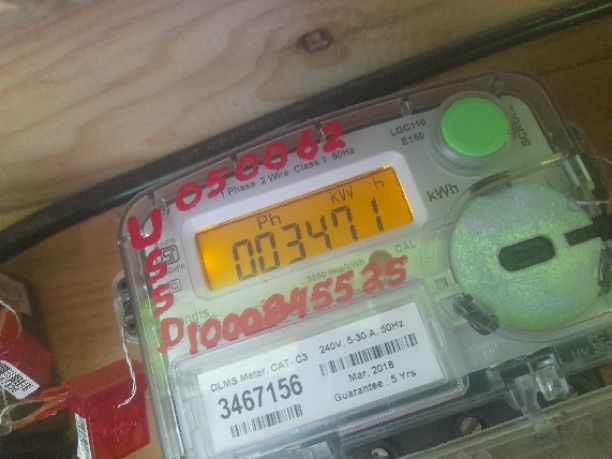 LGC110
E150
U 050062
1 Phase 2 Wire Class 1 50Hz
Ph kW h
003471
kWh
CAL
3200 imp/kWh
S
S
D1000845525
DLMS Meter, CAT- C3 240V, 5-30 A, 50Hz
3467156
Mar, 2018
Guarantee : 5 Yrs